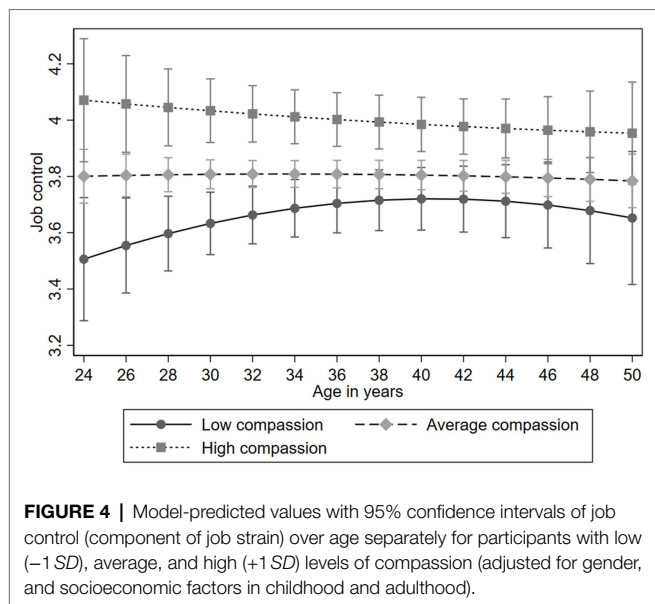 4.2
4
3.8
3.6
3.4
3.2
Job control
24 26 28 30 32 34 36 38 40 42 44 46 48 50
Age in years
Low compassion Average compassion
High compassion
FIGURE 4 | Model-predicted values with 95% confidence intervals of job
control (component of job strain) over age separately for participants with low
(−1 SD), average, and high (+1 SD) levels of compassion (adjusted for gender,
and socioeconomic factors in childhood and adulthood).